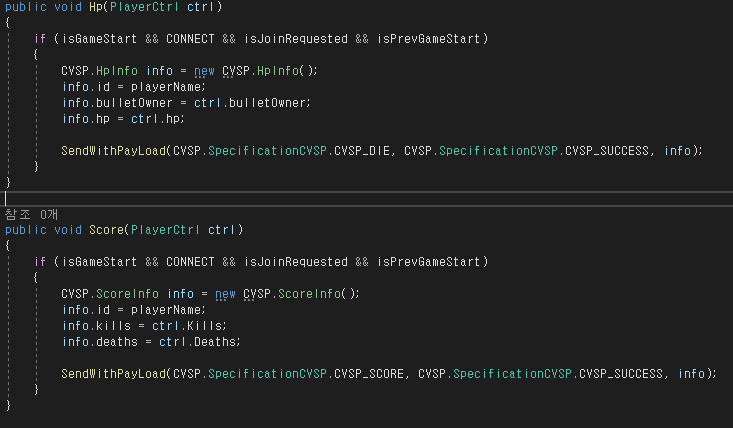 public void Hp(PlayerCtrl ctrl)
{
if (isGameStart && CONNECT && isJoinRequested && isPrevGameStart)
{
CVSP.HpInfo info = new CVSP.HpInfo();
info.id = playerName;
info.bulletOwner = ctrl.bulletOwner;
info.hp = ctrl.hp;
SendWithPayLoad(CVSP.SpecificationCVSP.CVSP_DIE, CVSP.SpecificationCVSP.CVSP_SUCCESS, info);
}
}
참조 0개
public void Score(PlayerCtrl ctrl)
{
if (isGameStart && CONNECT && isJoinRequested && isPrevGameStart)
{
CVSP.ScoreInfo info = new CVSP.ScoreInfo();
info.id = playerName;
info.kills = ctrl.Kills;
info.deaths = ctrl.Deaths;
SendWithPayLoad(CVSP.SpecificationCVSP.CVSP_SCORE, CVSP.SpecificationCVSP.CVSP_SUCCESS, info);
}
}